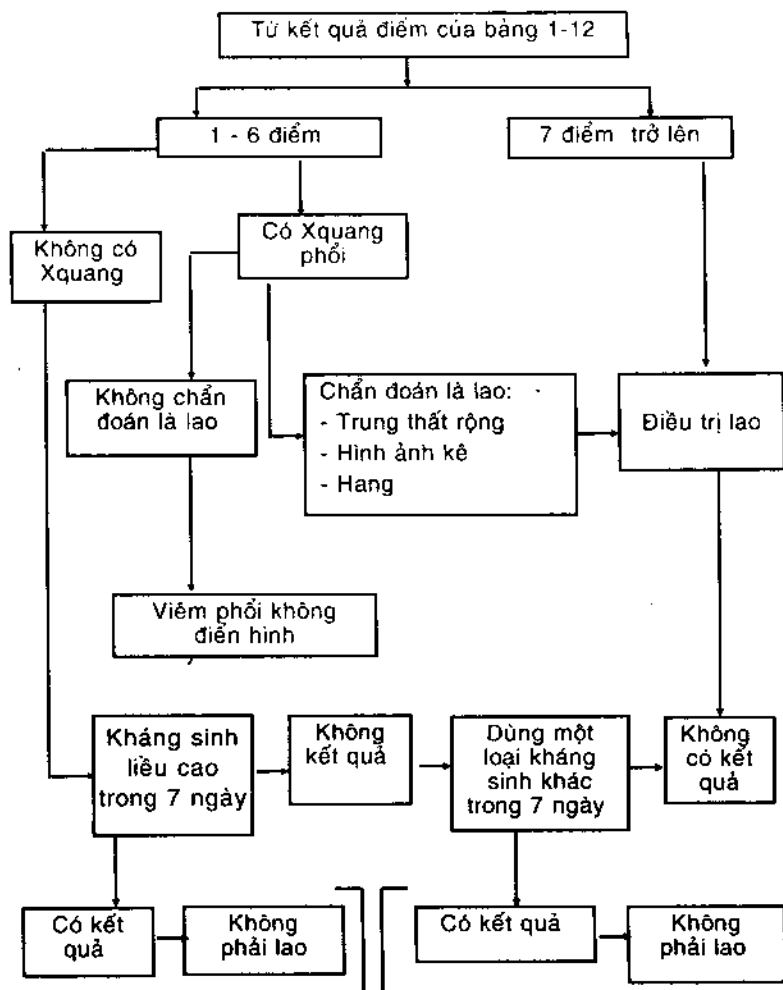 Từ kết quả điểm của bảng 1-12
1 - 6 điểm
7 điểm trở lên
Không có
Xquang
Có Xquang
phổi
Không chẩn
đoán là lao
Chẩn đoán là lao:
- Trung thất rộng
- Hình ảnh kê
- Hang
Điều trị lao
Viêm phổi không
điển hình
Kháng sinh
liều cao
trong 7 ngày
Không
kết quả
Dùng một
loại kháng
sinh khác
trong 7 ngày
Không
có kết
quả
Có kết
quả
Không
phải lao
Có kết quả
Không
phải lao